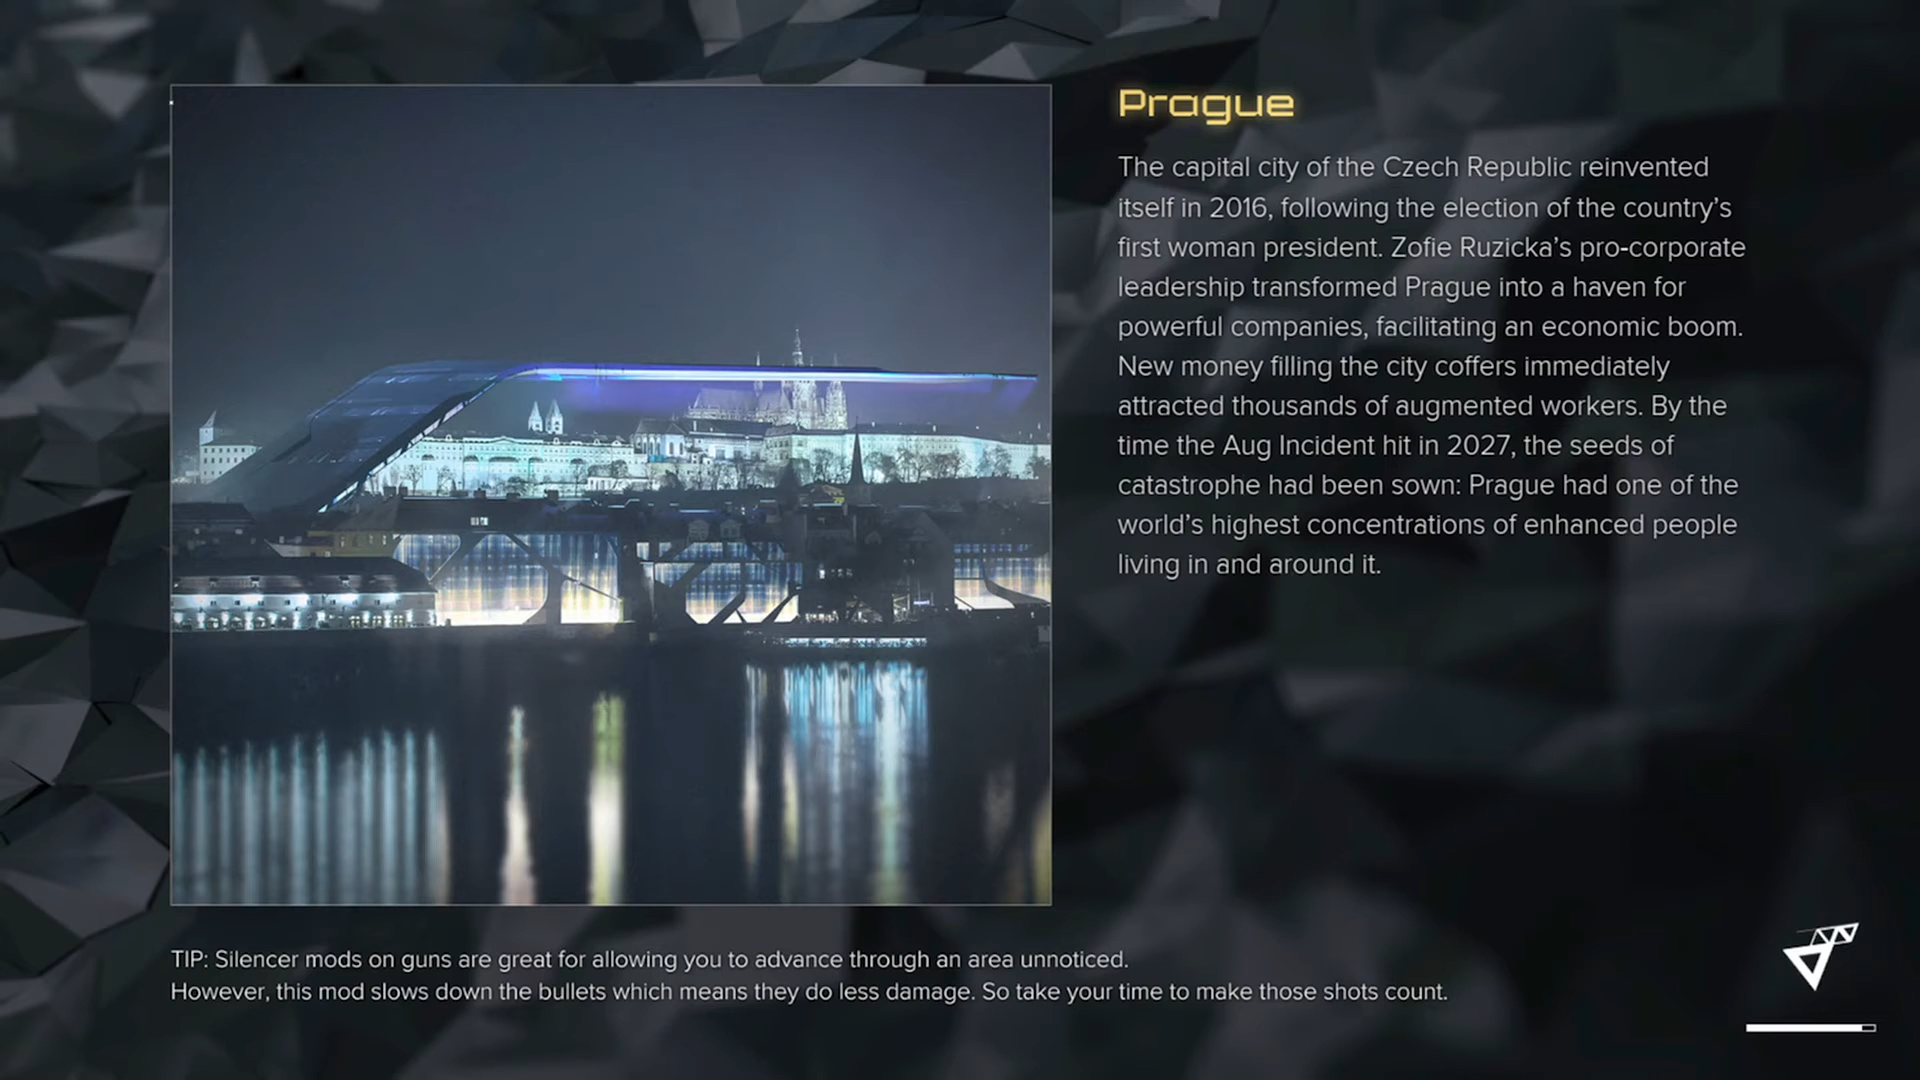 Prague
The capital city of the Czech Republic reinvented
itself in 2016, following the election of the country's
first woman president. Zofie Ruzicka's pro-corporate
leadership transformed Prague into a haven for
powerful companies, facilitating an economic boom.
New money filling the city coffers immediately
attracted thousands of augmented workers. By the
time the Aug Incident hit in 2027, the seeds of
catastrophe had been sown: Prague had one of the
world's highest concentrations of enhanced people
living in and around it.
TIP: Silencer mods on guns are great for allowing you to advance through an area unnoticed.
However, this mod slows down the bullets which means they do less damage. So take your time to make those shots count.